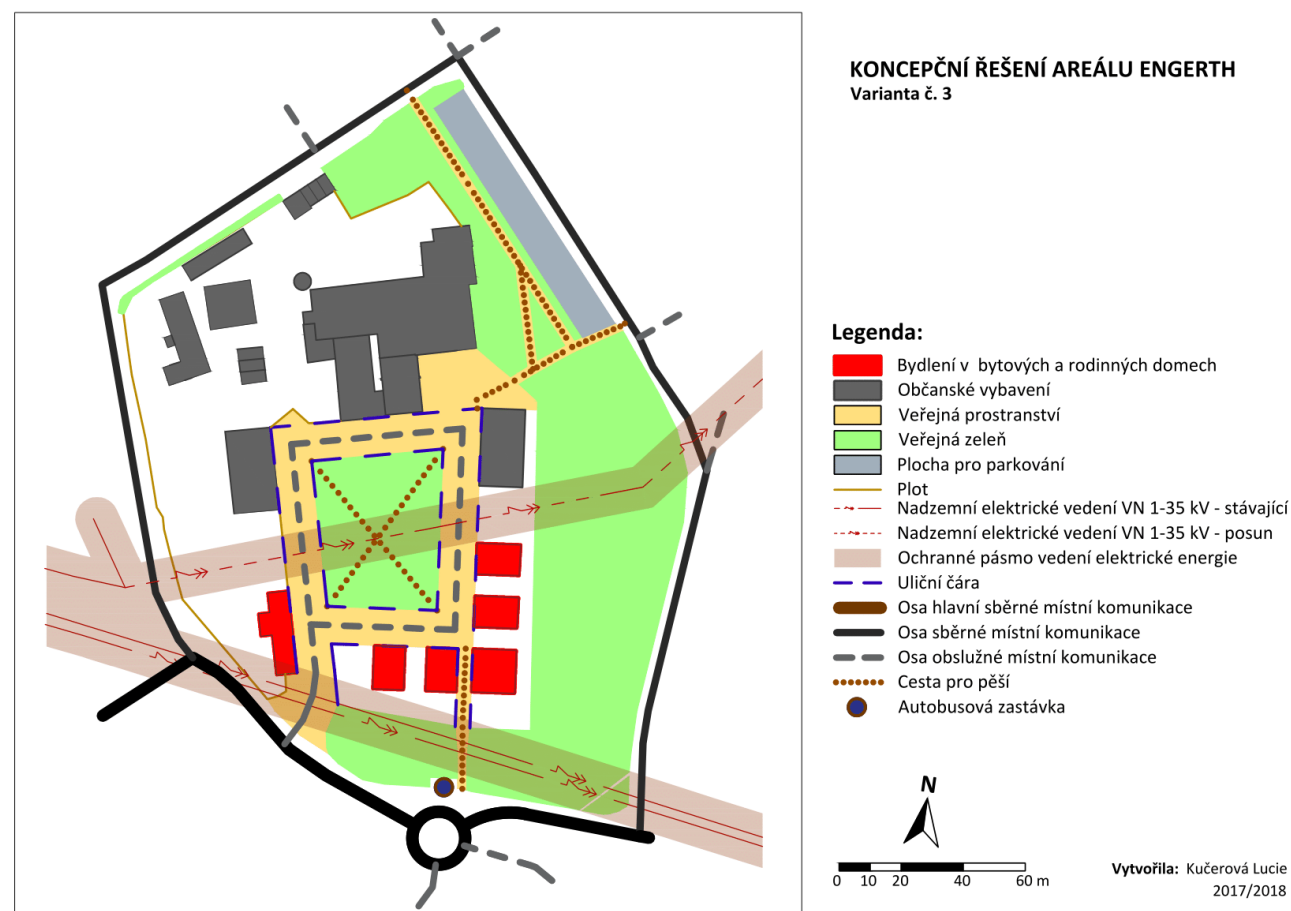 KONCEPČNÍ ŘEŠENÍ AREÁLU ENGERTH
Varianta č. 3
Legenda:
Bydlení v bytových a rodinných domech
Občanské vybavení
Veřejná prostranství
Veřejná zeleň
Plocha pro parkování
Plot
Nadzemní elektrické vedení VN 1-35 kV - stávající
Nadzemní elektrické vedení VN 1-35 kV - posun
Ochranné pásmo vedení elektrické energie
Uliční čára
Osa hlavní sběrné místní komunikace
Osa sběrné místní komunikace
Osa obslužné místní komunikace
Cesta pro pěší
Autobusová zastávka
N
0 10 20 40 60 m
Vytvořila: Kučerová Lucie
2017/2018